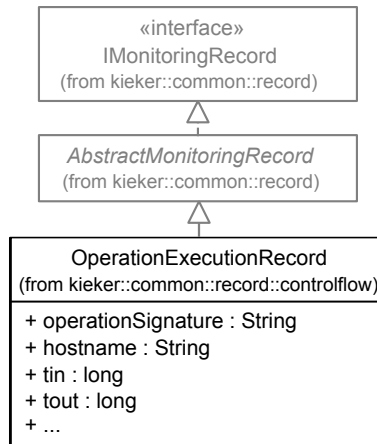 «interface»
IMonitoringRecord
(from kieker::common::record)
AbstractMonitoringRecord
(from kieker::common::record)
OperationExecutionRecord
(from kieker::common::record::controlflow)
+ operationSignature : String
+ hostname : String
+ tin : long
+ tout : long
+ ...